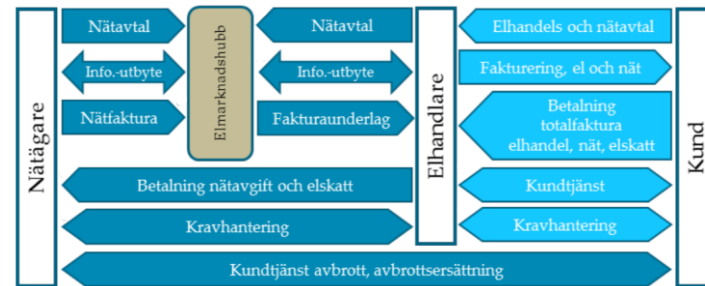 Nätägare
Nätavtal
Info.-utbyte
Nätfaktura
Elmarknadshubb
Nätavtal
Info.-utbyte
Fakturaunderlag
Betalning nätavgift och elskatt
Kravhantering
Kundtjänst avbrott, avbrottsersättning
Elhandlare
Elhandels och nätavtal
Fakturering, el och nät
Betalning
totalfaktura
elhandel, nät, elskatt
Kundtjänst
Kravhantering
Kund